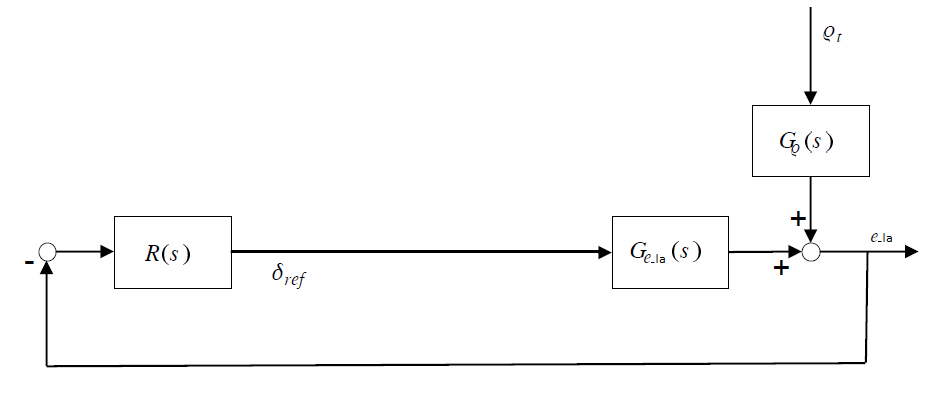 ϱ_t
G_ϱ(s)
+
R(s)
G_e_la(s)
e_la
-
δ_ref
+